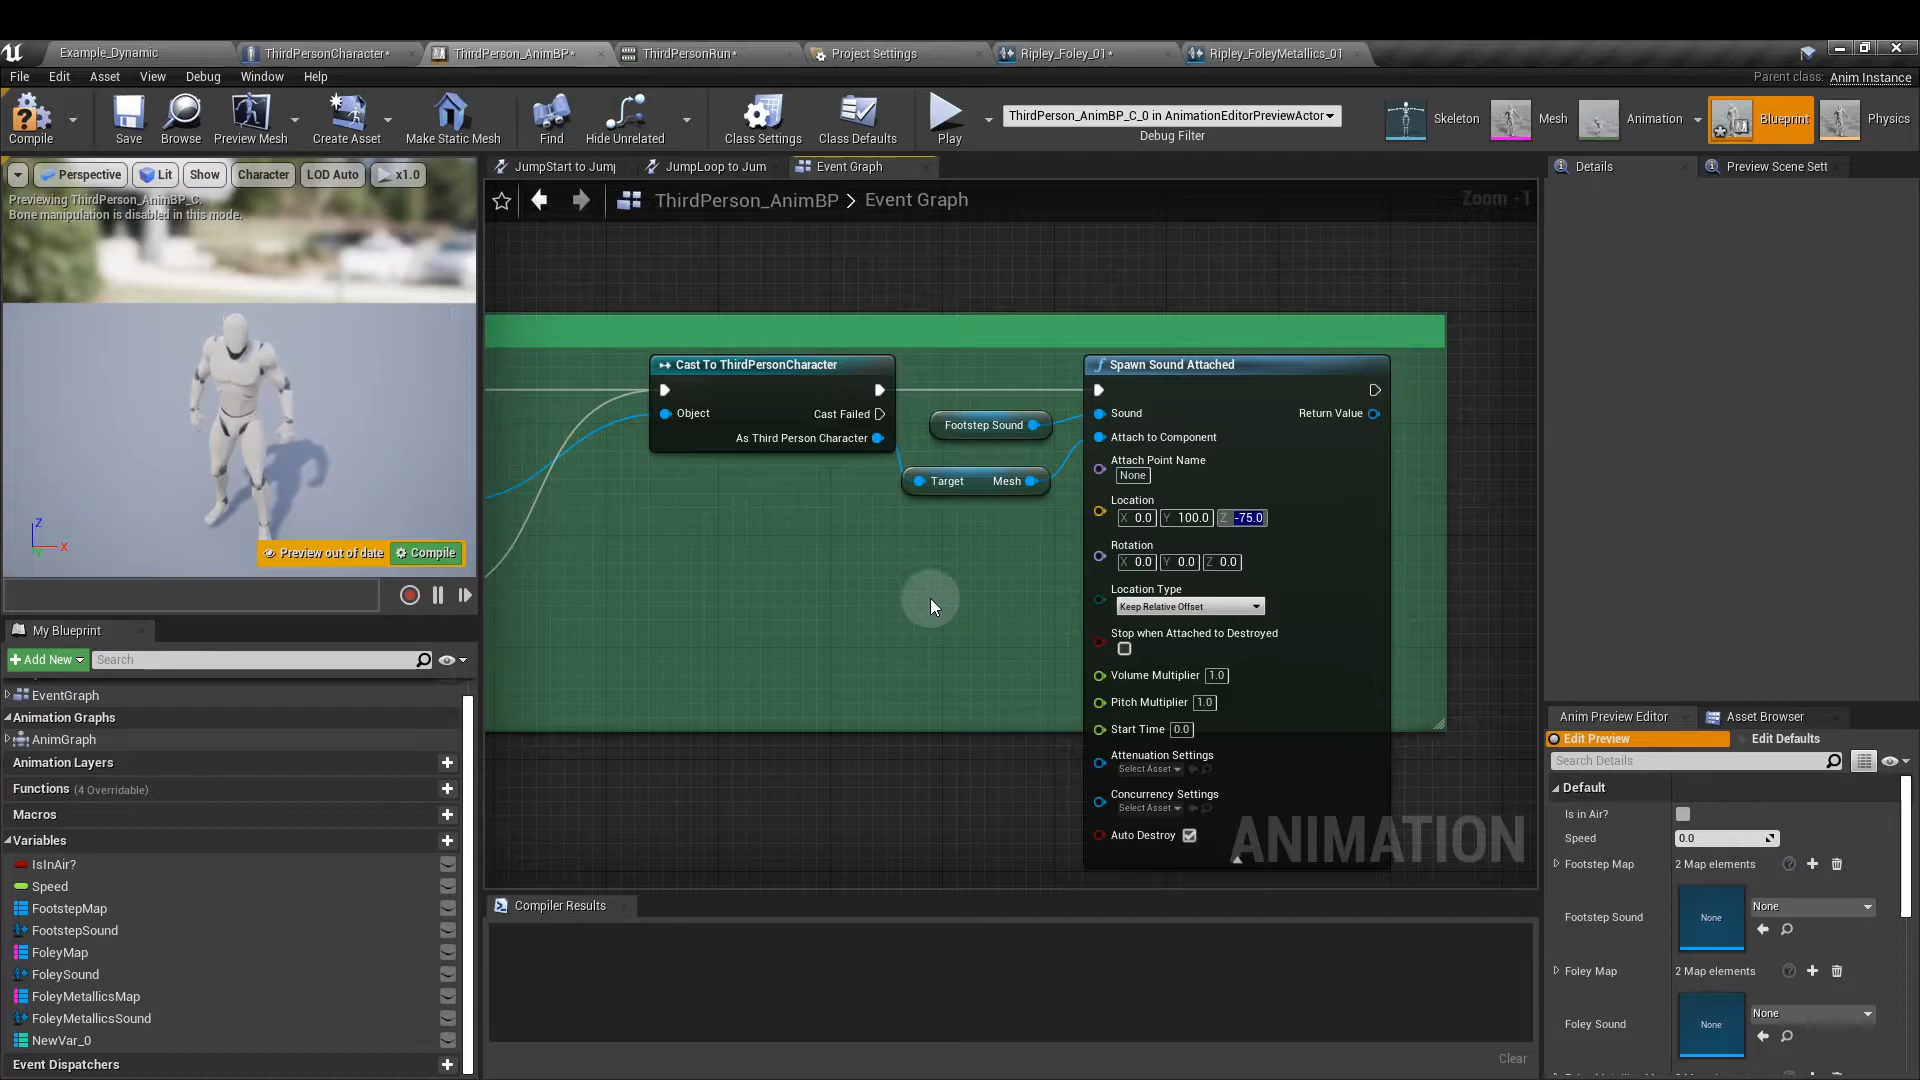 Example_Dynamic
ThirdPersonCharacter*
ThirdPerson_AnimBP*
ThirdPersonRun*
Project Settings
Ripley_Foley_01*
Ripley_FoleyMetallics_01
File Edit Asset View Debug Window Help
Parent class: Anim Instance
Compile
Save
Browse
Preview Mesh
Create Asset
Make Static Mesh
Find
Hide Unrelated
Class Settings
Class Defaults
Play
ThirdPerson_AnimBP_C_0 in AnimationEditorPreviewActor
Debug Filter
Skeleton
Mesh
Animation
Blueprint
Physics
Perspective
Lit
Show
Character
LOD Auto
x1.0
Previewing ThirdPerson_AnimBP_C.
Bone manipulation is disabled in this mode.
Z
X
Y
Preview out of date
Compile
JumpStart to Jump
JumpLoop to Jum
Event Graph
ThirdPerson_AnimBP > Event Graph
Zoom -1
Cast To ThirdPersonCharacter
Object
Cast Failed
As Third Person Character
Footstep Sound
Target Mesh
Spawn Sound Attached
Sound
Return Value
Attach to Component
Attach Point Name
None
Location
X 0.0 Y 100.0 Z -75.0
Rotation
X 0.0 Y 0.0 Z 0.0
Location Type
Keep Relative Offset
Stop when Attached to Destroyed
Volume Multiplier 1.0
Pitch Multiplier 1.0
Start Time 0.0
Attenuation Settings
Select Asset
Concurrency Settings
Select Asset
Auto Destroy
ANIMATION
My Blueprint
Add New
Search
EventGraph
Animation Graphs
AnimGraph
Animation Layers
Functions (4 Overridable)
Macros
Variables
IsInAir?
Speed
FootstepMap
FootstepSound
FoleyMap
FoleySound
FoleyMetallicsMap
FoleyMetallicsSound
NewVar_0
Event Dispatchers
Compiler Results
Clear
Details
Preview Scene Sett
Anim Preview Editor
Asset Browser
Edit Preview
Edit Defaults
Search Details
Default
Is in Air?
Speed 0.0
Footstep Map 2 Map elements
Footstep Sound None None
Foley Map 2 Map elements
Foley Sound None None